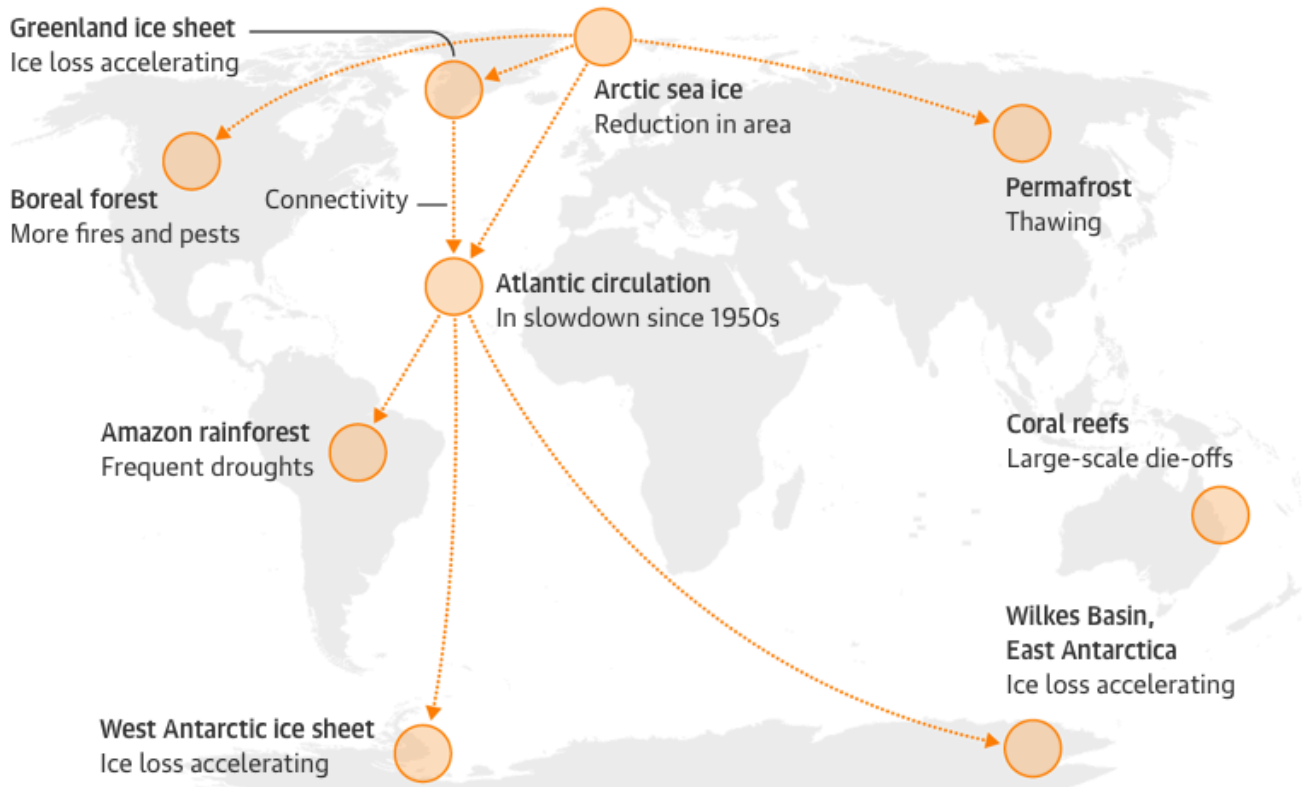 Greenland ice sheet
Ice loss accelerating
Arctic sea ice
Reduction in area
Boreal forest
More fires and pests
Connectivity
Permafrost
Thawing
Atlantic circulation
In slowdown since 1950s
Amazon rainforest
Frequent droughts
Coral reefs
Large-scale die-offs
Wilkes Basin,
East Antarctica
Ice loss accelerating
West Antarctic ice sheet
Ice loss accelerating